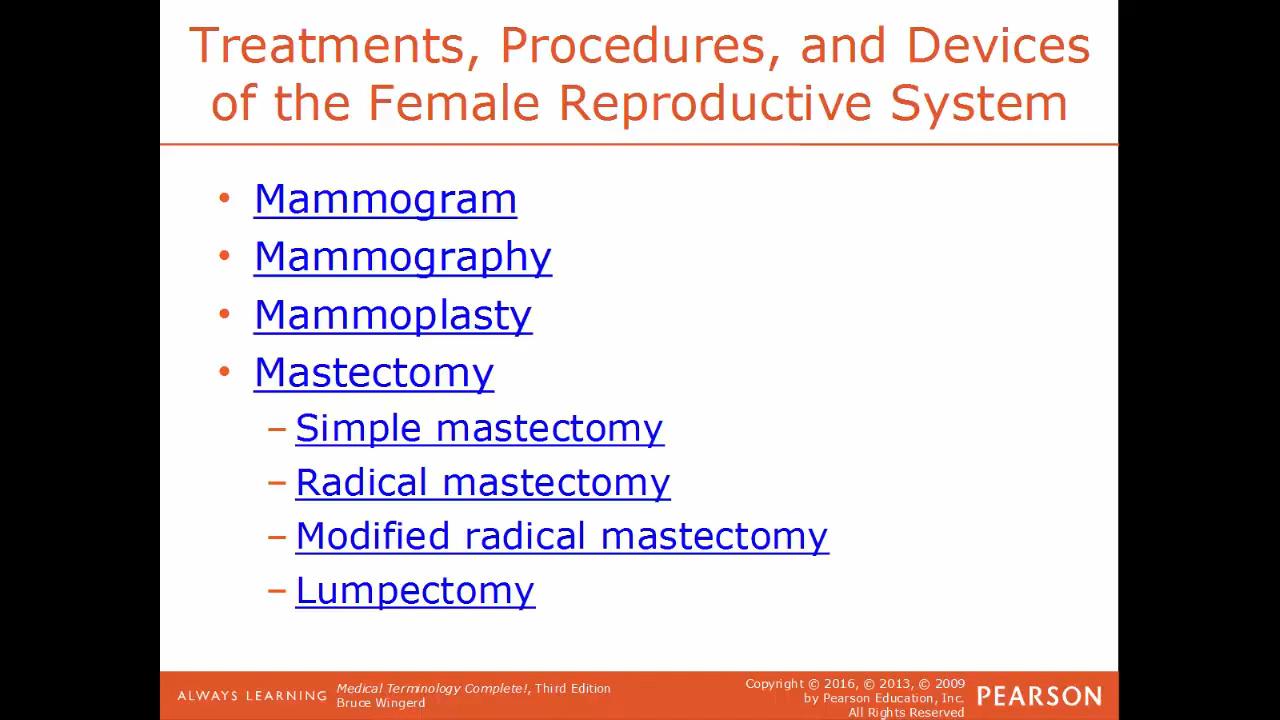 Treatments, Procedures, and Devices
of the Female Reproductive System
• Mammogram
• Mammography
• Mammoplasty
• Mastectomy
– Simple mastectomy
– Radical mastectomy
– Modified radical mastectomy
– Lumpectomy
ALWAYS LEARNING
Medical Terminology Complete!, Third Edition
Bruce Wingerd
Copyright © 2016, © 2013, © 2009
by Pearson Education, Inc.
All Rights Reserved
PEARSON